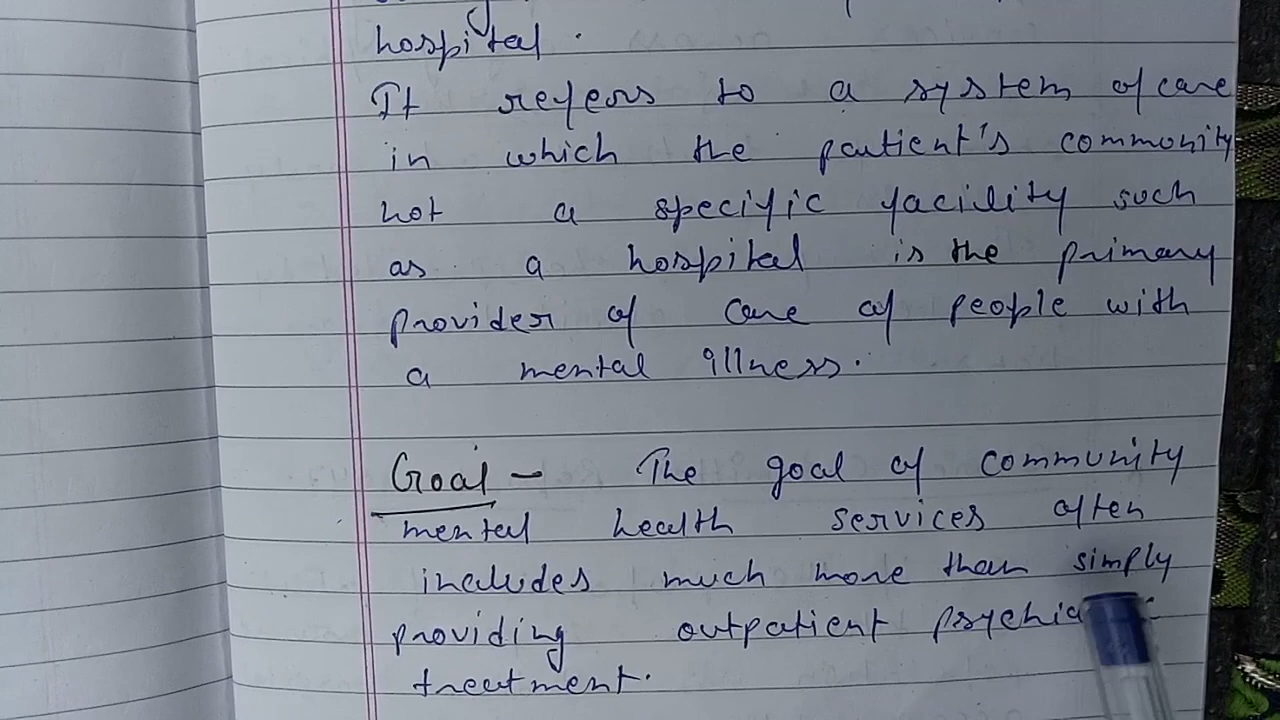 hospital.
It refers to a system of care
in which the patient's community
not a specific facility such
as a hospital is the primary
provider of care of people with
a mental illness.
Goal - The goal of community
mental health services often
includes much more than simply
providing outpatient
treatment.